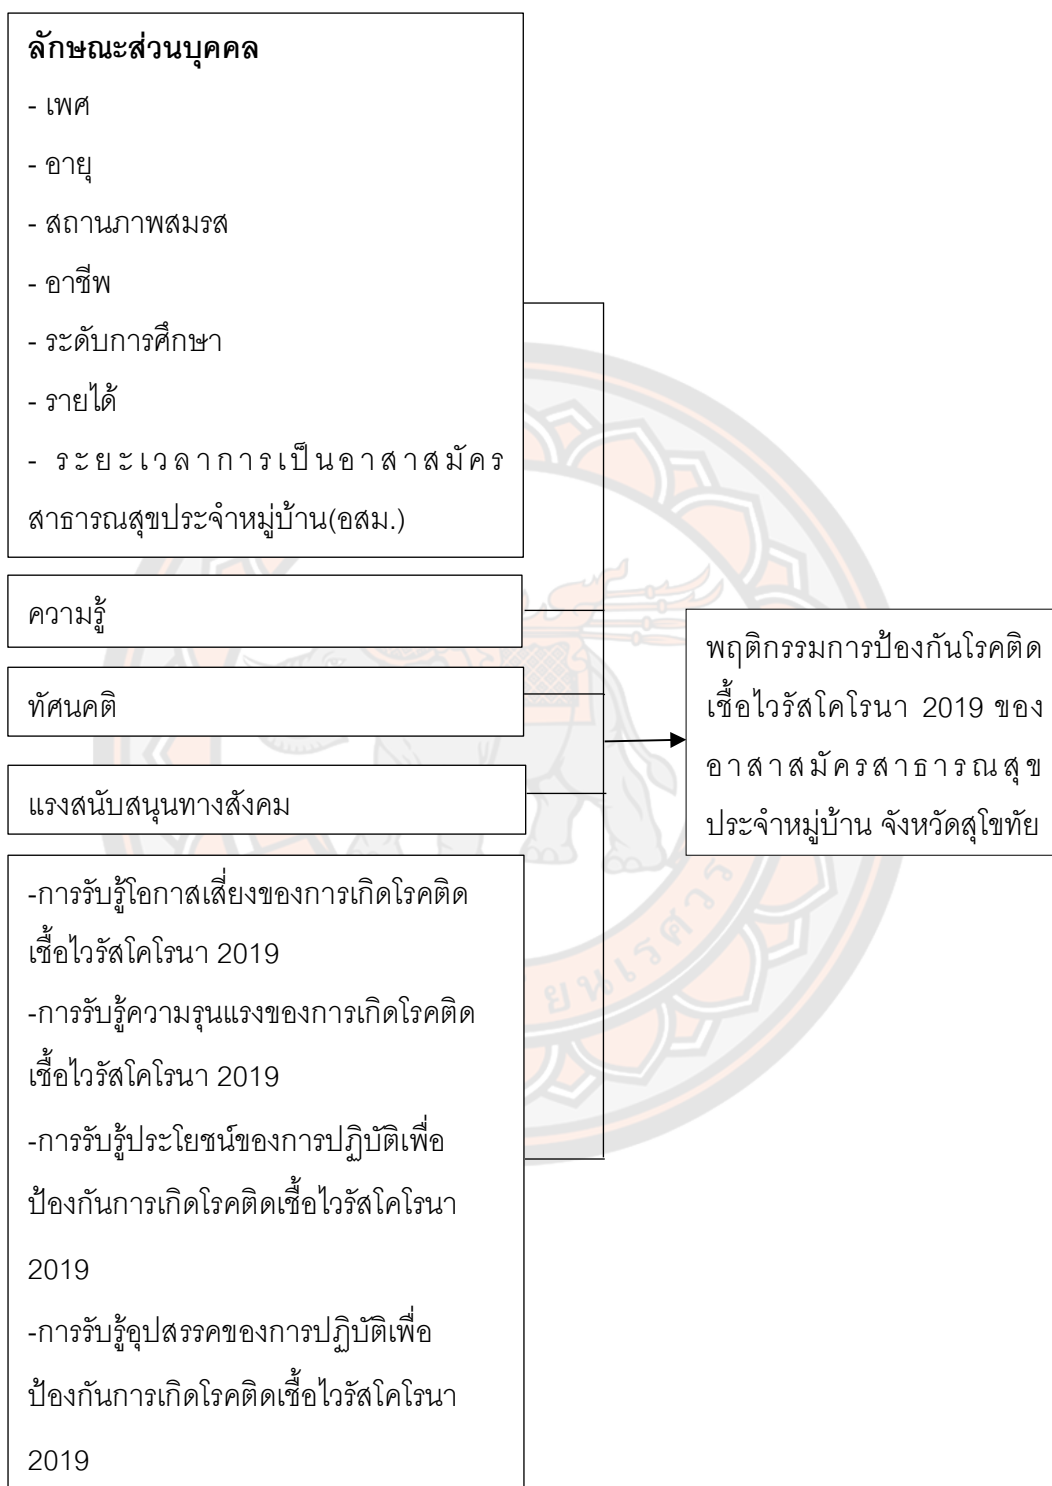 ลักษณะส่วนบุคคล
- เพศ
- อายุ
- สถานภาพสมรส
- อาชีพ
- ระดับการศึกษา
- รายได้
- ระยะเวลาการเป็นอาสาสมัคร
สาธารณสุขประจำหมู่บ้าน(อสม.)
ความรู้
ทัศนคติ
แรงสนับสนุนทางสังคม
-การรับรู้โอกาสเสี่ยงของการเกิดโรคติด
เชื้อไวรัสโคโรนา 2019
-การรับรู้ความรุนแรงของการเกิดโรคติด
เชื้อไวรัสโคโรนา 2019
-การรับรู้ประโยชน์ของการปฏิบัติเพื่อ
ป้องกันการเกิดโรคติดเชื้อไวรัสโคโรนา
2019
-การรับรู้อุปสรรคของการปฏิบัติเพื่อ
ป้องกันการเกิดโรคติดเชื้อไวรัสโคโรนา
2019
พฤติกรรมการป้องกันโรคติด
เชื้อไวรัสโคโรนา 2019 ของ
อาสาสมัครสาธารณสุข
ประจำหมู่บ้าน จังหวัดสุโขทัย
ยนเรศวร